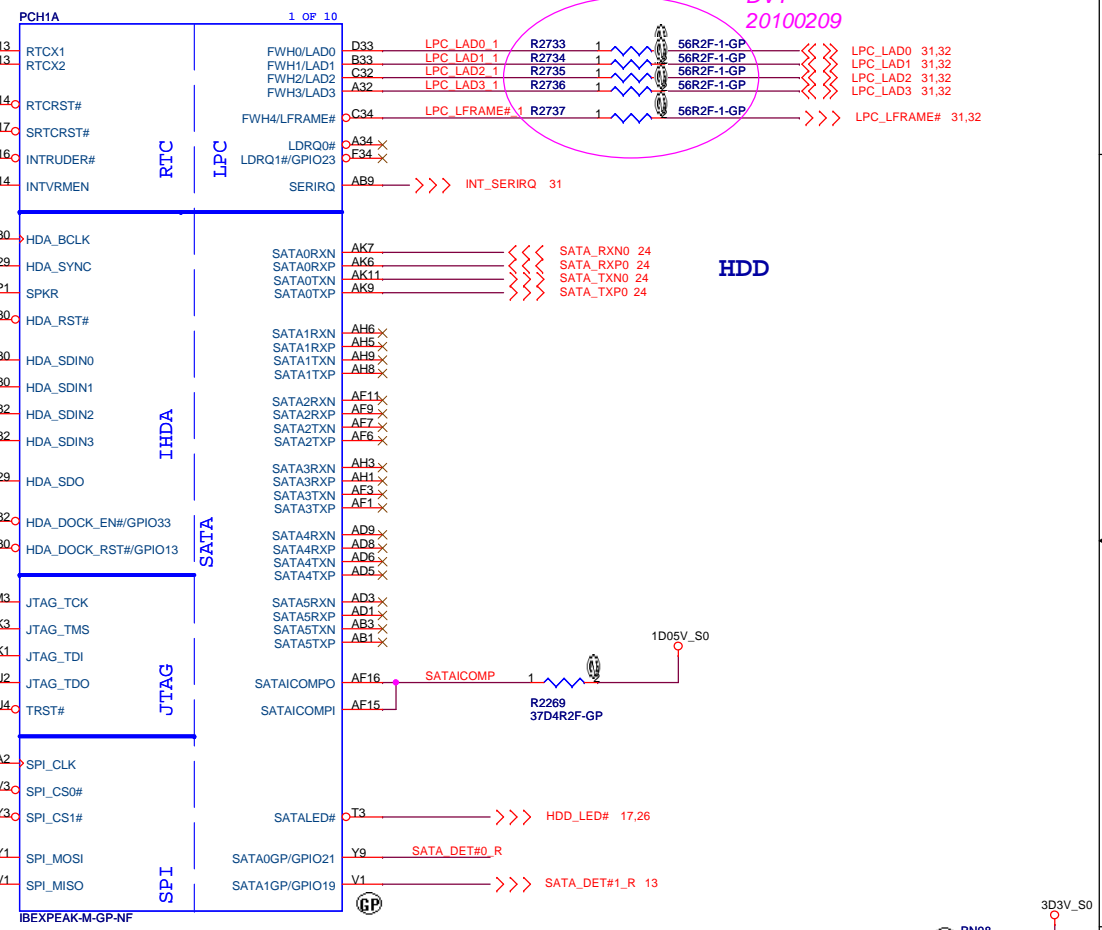 PCH1A 1 OF 10
20100209
RTCX1 FWH0/LAD0 D33 LPC_LAD0_1 R2733 1 56R2F-1-GP LPC_LAD0 31,32
RTCX2 FWH1/LAD1 B33 LPC_LAD1_1 R2734 1 56R2F-1-GP LPC_LAD1 31,32
FWH2/LAD2 C32 LPC_LAD2_1 R2735 1 56R2F-1-GP LPC_LAD2 31,32
FWH3/LAD3 A32 LPC_LAD3_1 R2736 1 56R2F-1-GP LPC_LAD3 31,32
RTCRST#
FWH4/LFRAME# C34 LPC_LFRAME#_1 R2737 1 56R2F-1-GP LPC_LFRAME# 31,32
SRTCRST#
LDRQ0# A34
INTRUDER# RTC LPC LDRQ1#/GPIO23 F34
INTVRMEN SERIRQ AB9 INT_SERIRQ 31
HDA_BCLK
SATA0RXN AK7 SATA_RXN0 24
HDA_SYNC SATA0RXP AK6 SATA_RXP0 24 HDD
SATA0TXN AK11 SATA_TXN0 24
SPKR SATA0TXP AK9 SATA_TXP0 24
HDA_RST#
SATA1RXN AH6
SATA1RXP AH5
HDA_SDIN0 SATA1TXN AH9
SATA1TXP AH8
HDA_SDIN1
SATA2RXN AF11
HDA_SDIN2 SATA2RXP AF9
SATA2TXN AF7
HDA_SDIN3 IHDA SATA2TXP AF6
SATA3RXN AH3
HDA_SDO SATA3RXP AH1
SATA3TXN AF3
SATA3TXP AF1
HDA_DOCK_EN#/GPIO33
SATA SATA4RXN AD9
HDA_DOCK_RST#/GPIO13 SATA4RXP AD8
SATA4TXN AD6
SATA4TXP AD5
JTAG_TCK SATA5RXN AD3
SATA5RXP AD1
JTAG_TMS SATA5TXN AB3
SATA5TXP AB1 1D05V_S0
JTAG_TDI
JTAG_TDO JTAG SATAICOMPO AF16 SATAICOMP 1
R2269
TRST# SATAICOMPI AF15 37D4R2F-GP
SPI_CLK
SPI_CS0#
SPI_CS1# SATALED# T3 HDD_LED# 17,26
SPI_MOSI SATA0GP/GPIO21 Y9 SATA_DET#0_R
SPI_MISO SPI SATA1GP/GPIO19 V1 SATA_DET#1_R 13
GP
IBEXPEAK-M-GP-NF
3D3V_S0